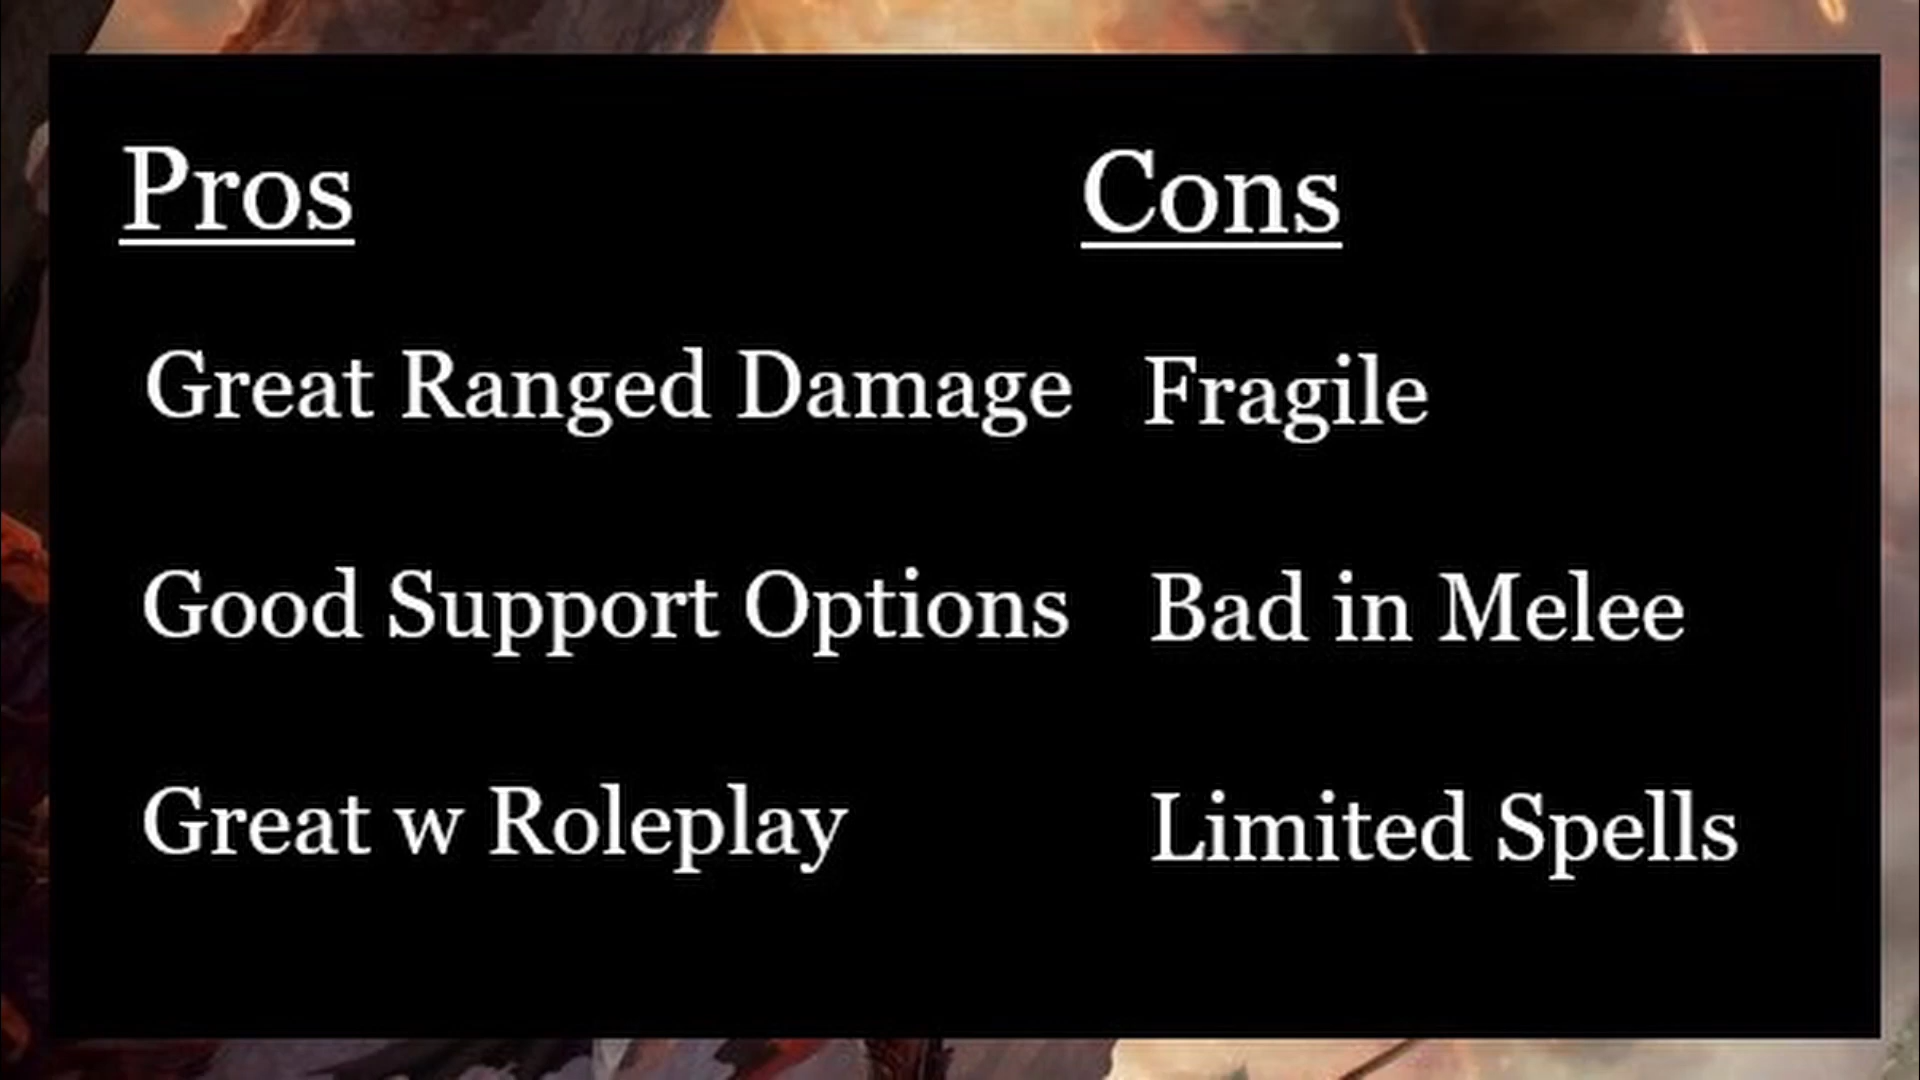 Pros
Cons
Great Ranged Damage
Fragile
Good Support Options
Bad in Melee
Great w Roleplay
Limited Spells